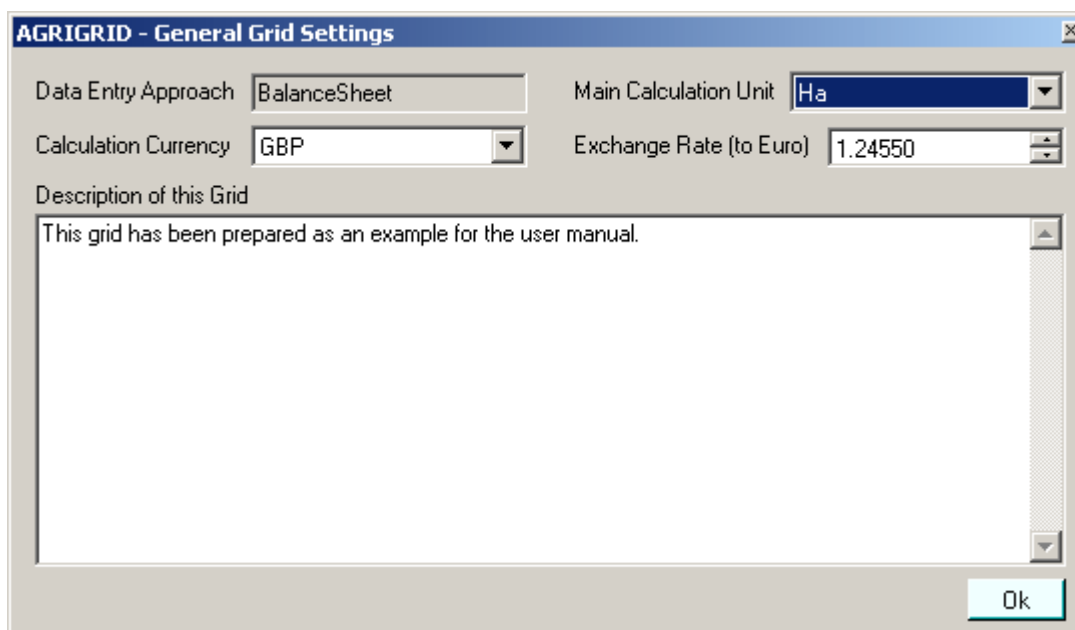 AGRIGRID - General Grid Settings
Data Entry Approach BalanceSheet Main Calculation Unit Ha
Calculation Currency GBP Exchange Rate (to Euro) 1.24550
Description of this Grid
This grid has been prepared as an example for the user manual.
Ok